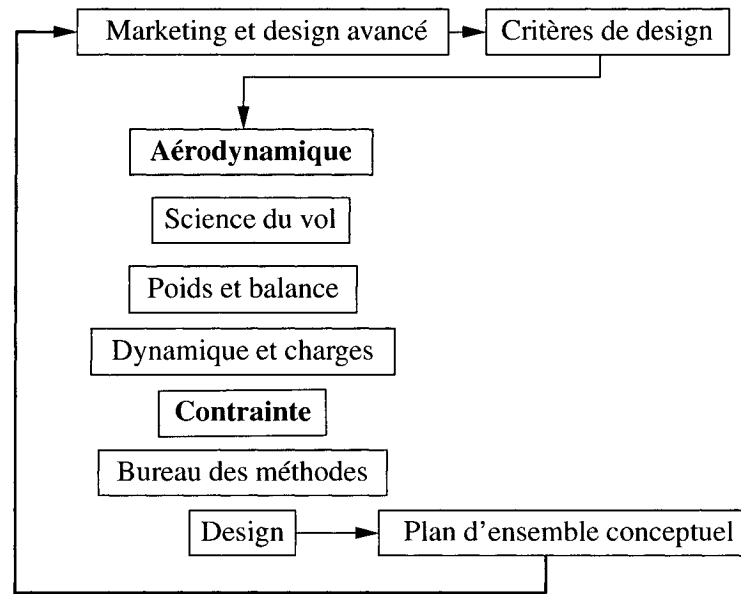 Marketing et design avancé
Critères de design
Aérodynamique
Science du vol
Poids et balance
Dynamique et charges
Contrainte
Bureau des méthodes
Design
Plan d'ensemble conceptuel